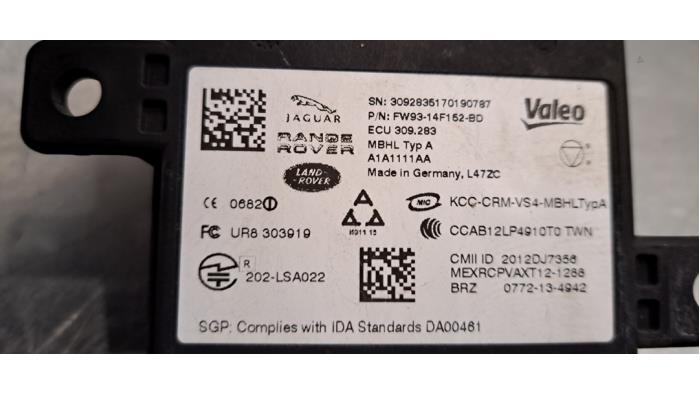 JAGUAR
RANGE
ROVER
LAND-
ROVER
SN: 3092835170190787
P/N: FW93-14F152-BD
ECU 309.283
MBHL Typ A
A1A1111AA
Made in Germany, L47ZC
Valeo
CE 0682
FC UR8 303919
R
202-LSA022
MIC KCC-CRM-VS4-MBHLTypA
CCAB12LP4910T0 TWN
CMII ID 2012DJ7356
MEXRCPVAXT12-1266
BRZ 0772-13-4942
SGP: Complies with IDA Standards DA00461